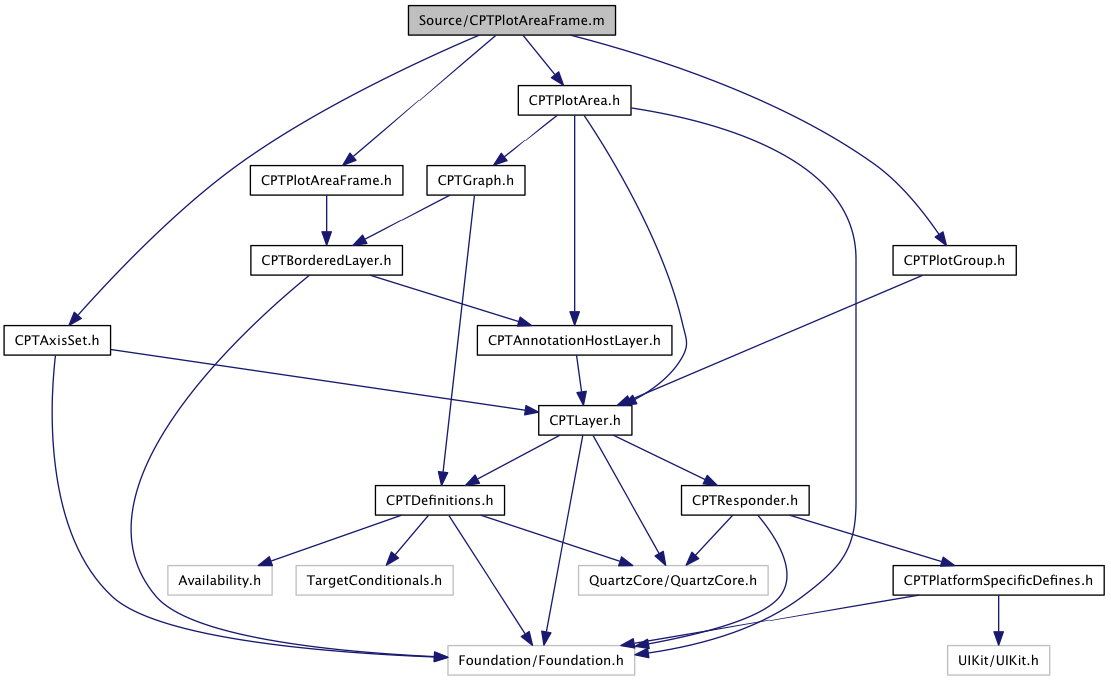 Source/CPTPlotAreaFrame.m
CPTPlotArea.h
CPTPlotAreaFrame.h
CPTGraph.h
CPTBorderedLayer.h
CPTPlotGroup.h
CPTAxisSet.h
CPTAnnotationHostLayer.h
CPTLayer.h
CPTDefinitions.h
CPTResponder.h
Availability.h
TargetConditionals.h
QuartzCore/QuartzCore.h
CPTPlatformSpecificDefines.h
Foundation/Foundation.h
UIKit/UIKit.h